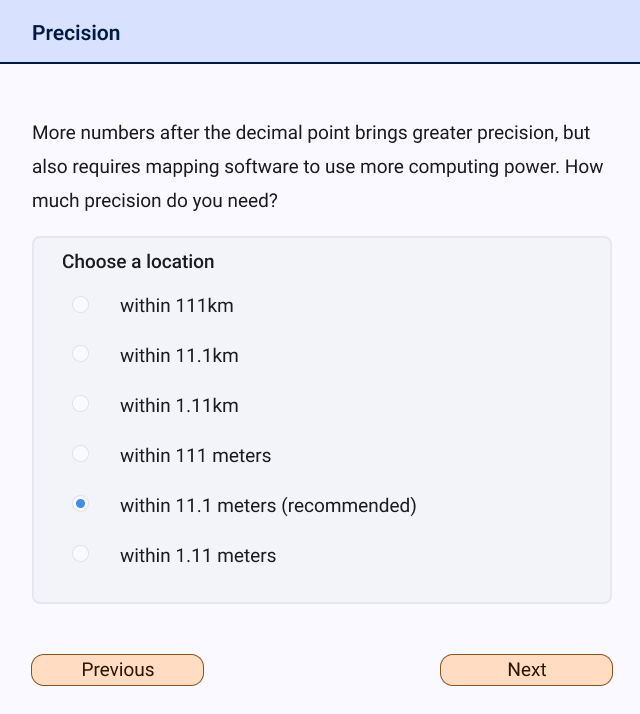 Precision
More numbers after the decimal point brings greater precision, but
also requires mapping software to use more computing power. How
much precision do you need?
Choose a location
within 111km
within 11.1km
within 1.11km
within 111 meters
within 11.1 meters (recommended)
within 1.11 meters
Previous
Next